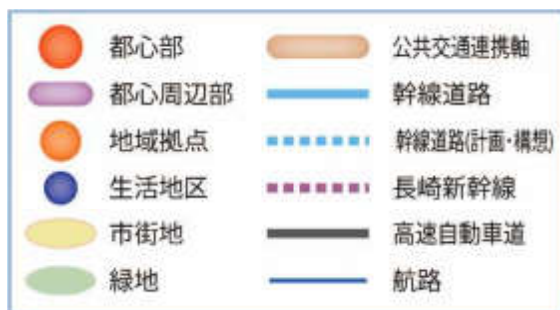 都心部
都心周辺部
地域拠点
生活地区
市街地
緑地
公共交通連携軸
幹線道路
幹線道路(計画・構想)
長崎新幹線
高速自動車道
航路